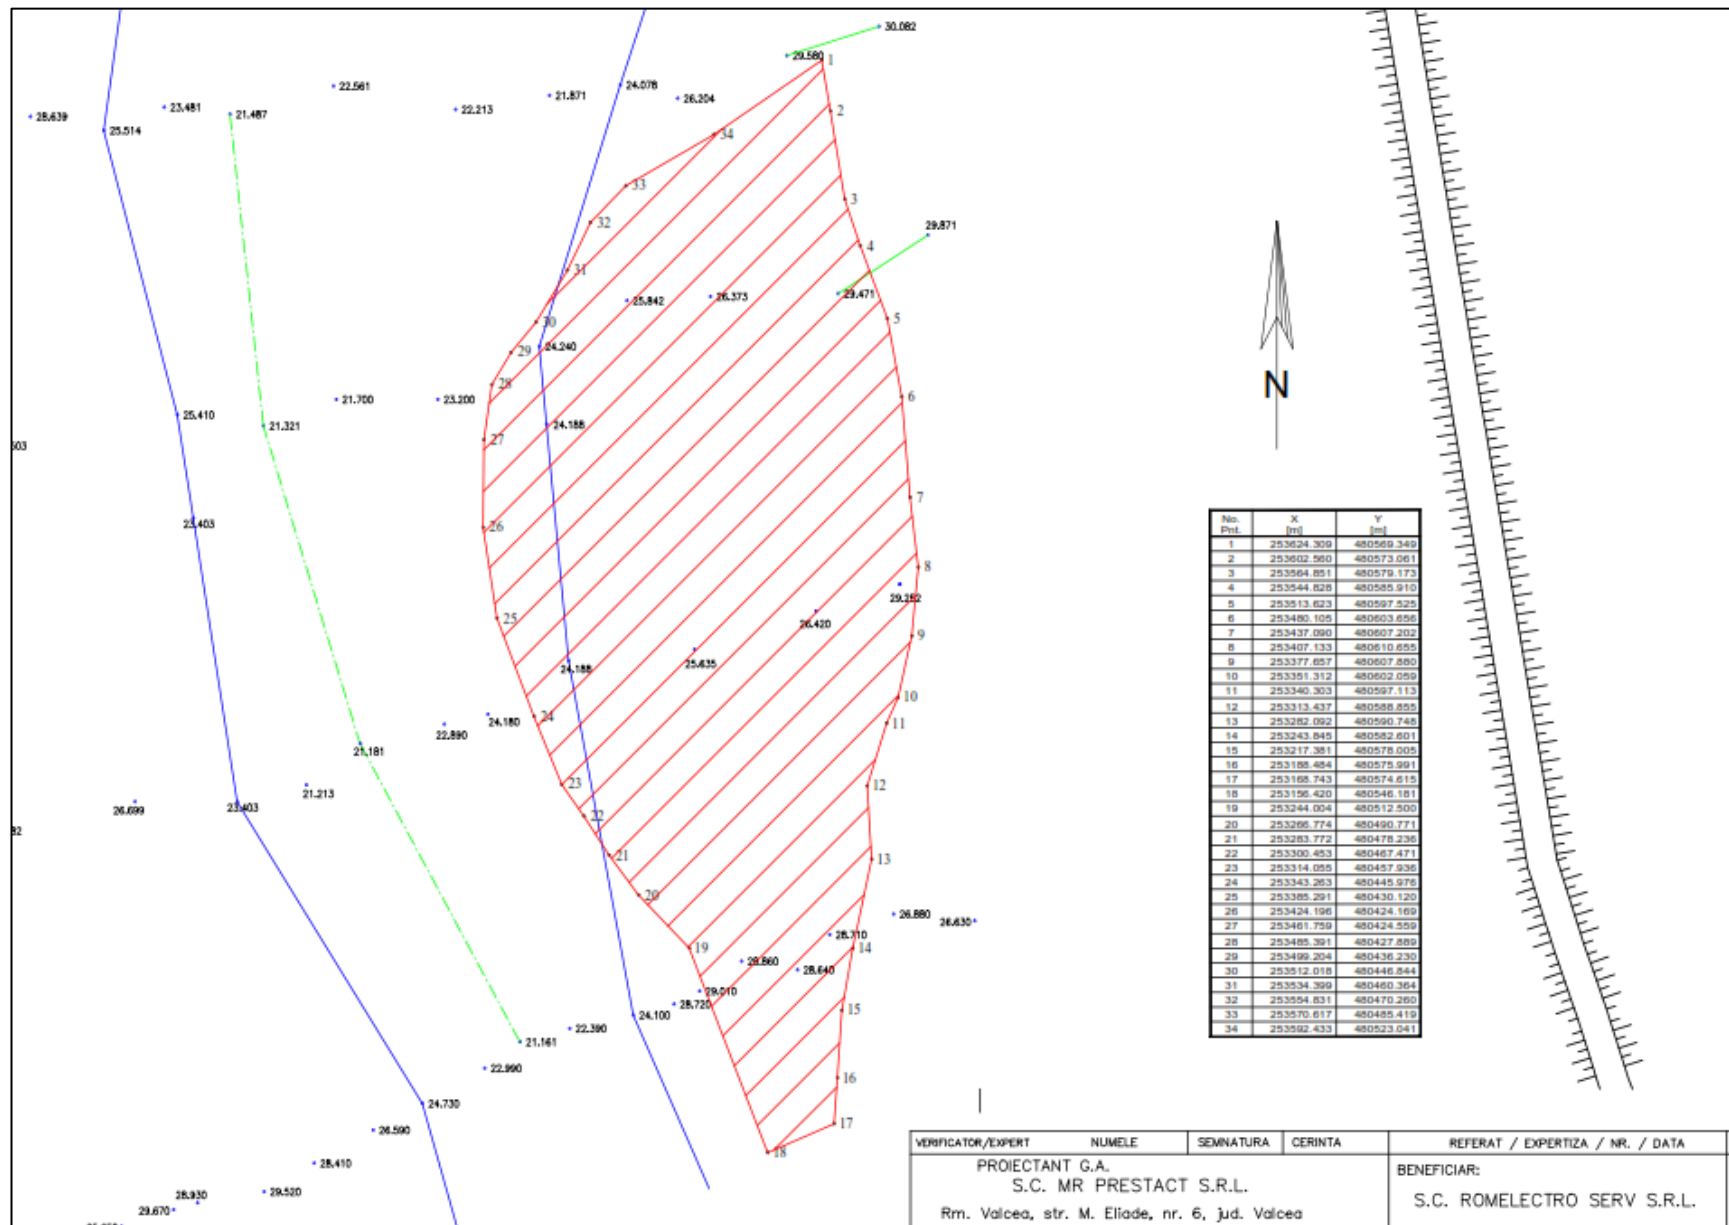 30.082
29.580
1
28.639
23.481
25.514
21.487
22.561
22.213
21.871
24.078
26.204
2
34
33
3
32
29.871
4
31
25.842
26.373
29.471
30
5
29
24.240
28
21.700
23.200
6
25.410
21.321
24.188
27
N
7
23.403
26
8
29.252
26.420
25
9
25.635
24.188
10
24
24.180
22.890
11
21.181
21.213
23
12
26.699
23.403
22
21
13
20
26.880
26.630
19
28.710
14
28.860
28.640
29.010
28.720
15
24.100
22.390
21.161
22.990
16
24.730
17
26.590
18
28.410
29.520
28.930
29.670
No. Pnt. X [m] Y [m]
1 253624.309 480569.349
2 253602.560 480573.061
3 253564.851 480579.173
4 253544.828 480585.910
5 253513.623 480597.525
6 253480.105 480603.656
7 253437.090 480607.202
8 253407.133 480610.655
9 253377.657 480607.880
10 253351.312 480602.059
11 253340.303 480597.113
12 253313.437 480588.855
13 253282.092 480590.748
14 253243.845 480582.601
15 253217.381 480578.005
16 253188.484 480575.991
17 253168.743 480574.615
18 253156.420 480546.181
19 253244.004 480512.500
20 253266.774 480490.771
21 253283.772 480478.236
22 253300.453 480467.471
23 253314.055 480457.936
24 253343.263 480445.976
25 253385.291 480430.120
26 253424.196 480424.169
27 253461.759 480424.559
28 253485.391 480427.889
29 253499.204 480436.230
30 253512.018 480446.844
31 253534.399 480460.364
32 253554.831 480470.260
33 253570.617 480485.419
34 253592.433 480523.041
VERIFICATOR/EXPERT NUMELE SEMNATURA CERINTA REFERAT / EXPERTIZA / NR. / DATA
PROIECTANT G.A.
S.C. MR PRESTACT S.R.L.
Rm. Valcea, str. M. Eliade, nr. 6, jud. Valcea
BENEFICIAR:
S.C. ROMELECTRO SERV S.R.L.